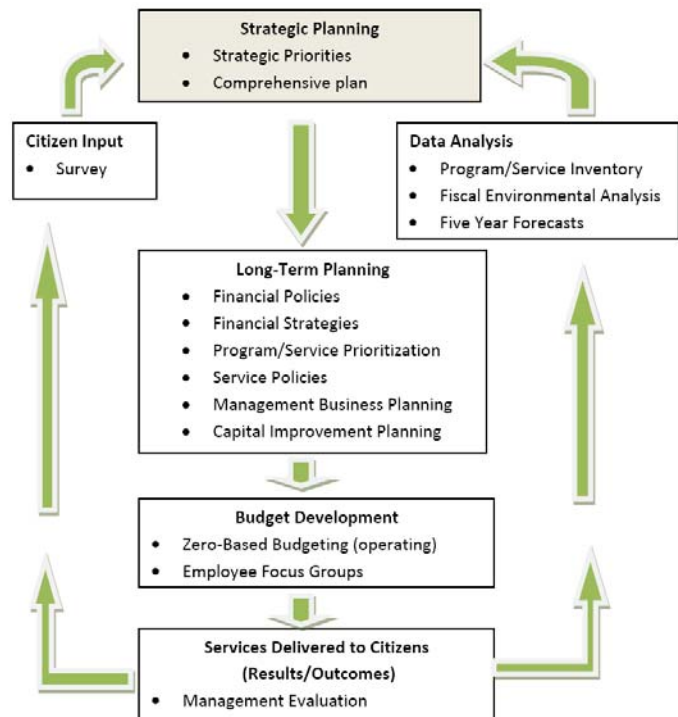 Strategic Planning
• Strategic Priorities
• Comprehensive plan
Citizen Input
• Survey
Data Analysis
• Program/Service Inventory
• Fiscal Environmental Analysis
• Five Year Forecasts
Long-Term Planning
• Financial Policies
• Financial Strategies
• Program/Service Prioritization
• Service Policies
• Management Business Planning
• Capital Improvement Planning
Budget Development
• Zero-Based Budgeting (operating)
• Employee Focus Groups
Services Delivered to Citizens
(Results/Outcomes)
• Management Evaluation